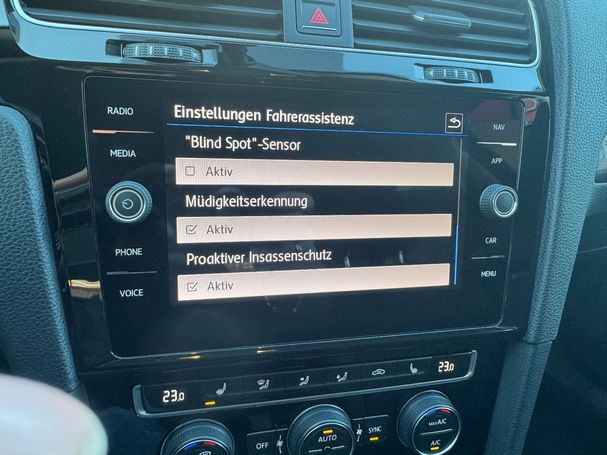 RADIO
MEDIA
PHONE
VOICE
Einstellungen Fahrerassistenz
"Blind Spot"-Sensor
Aktiv
Müdigkeitserkennung
Aktiv
Proaktiver Insassenschutz
Aktiv
NAV
APP
CAR
MENU
23.0
23.0
OFF
AUTO
SYNC
MAX A/C
A/C